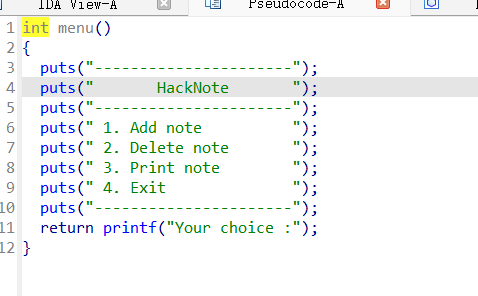 IDA View-A Pseudocode-A
1 int menu()
2 {
3   puts("----------------------");
4   puts("       HackNote       ");
5   puts("----------------------");
6   puts(" 1. Add note          ");
7   puts(" 2. Delete note       ");
8   puts(" 3. Print note        ");
9   puts(" 4. Exit              ");
10   puts("----------------------");
11   return printf("Your choice :");
12 }